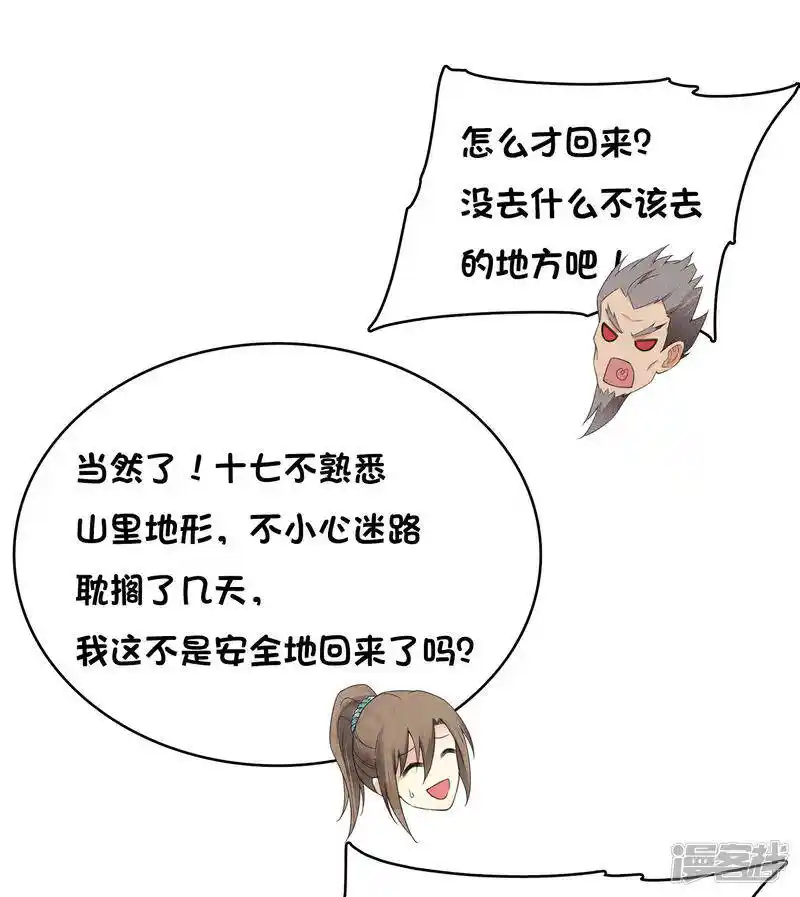 怎么才回来?
没去什么不该去
的地方吧!
当然了!十七不熟悉
山里地形，不小心迷路
耽搁了几天，
我这不是安全地回来了吗?
漫客栈